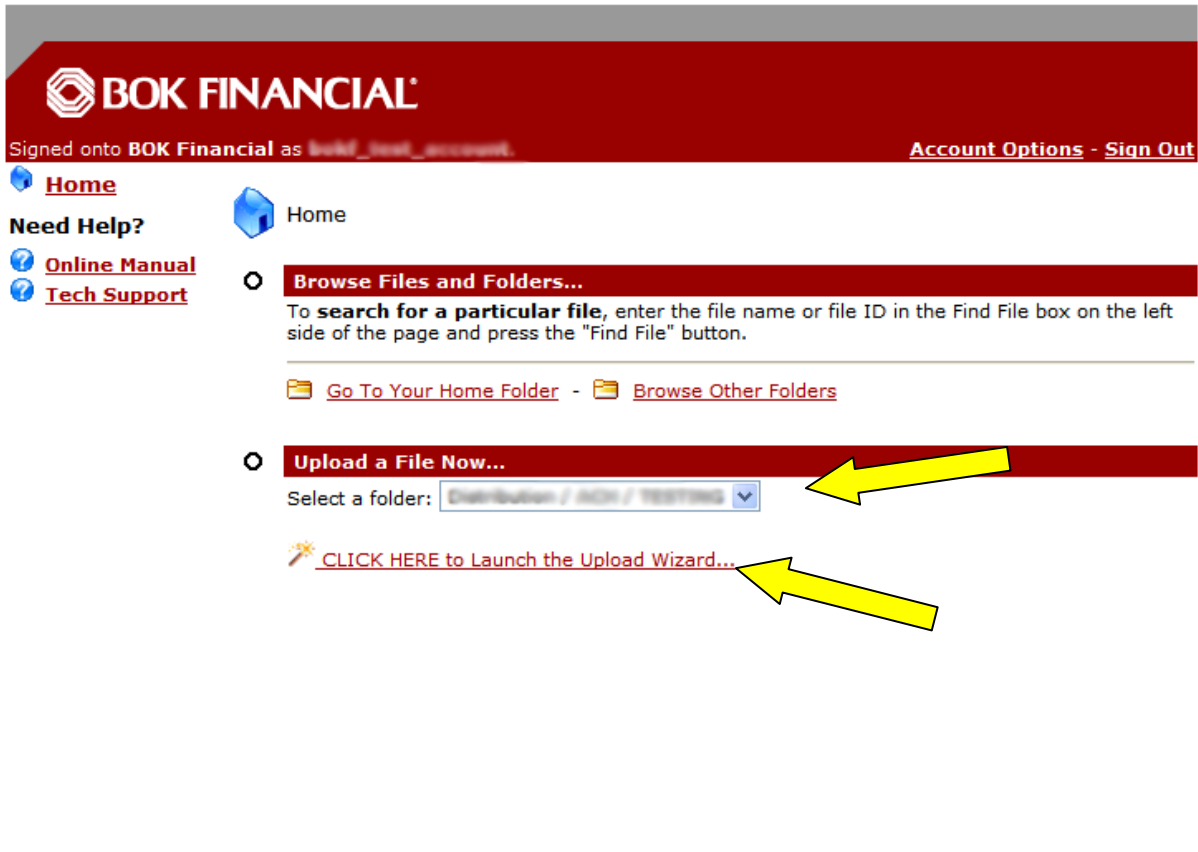 BOK FINANCIAL
Signed onto BOK Financial as
Account Options - Sign Out
Home
Need Help?
Online Manual
Tech Support
Home
Browse Files and Folders...
To search for a particular file, enter the file name or file ID in the Find File box on the left
side of the page and press the "Find File" button.
Go To Your Home Folder - Browse Other Folders
Upload a File Now...
Select a folder:
CLICK HERE to Launch the Upload Wizard...